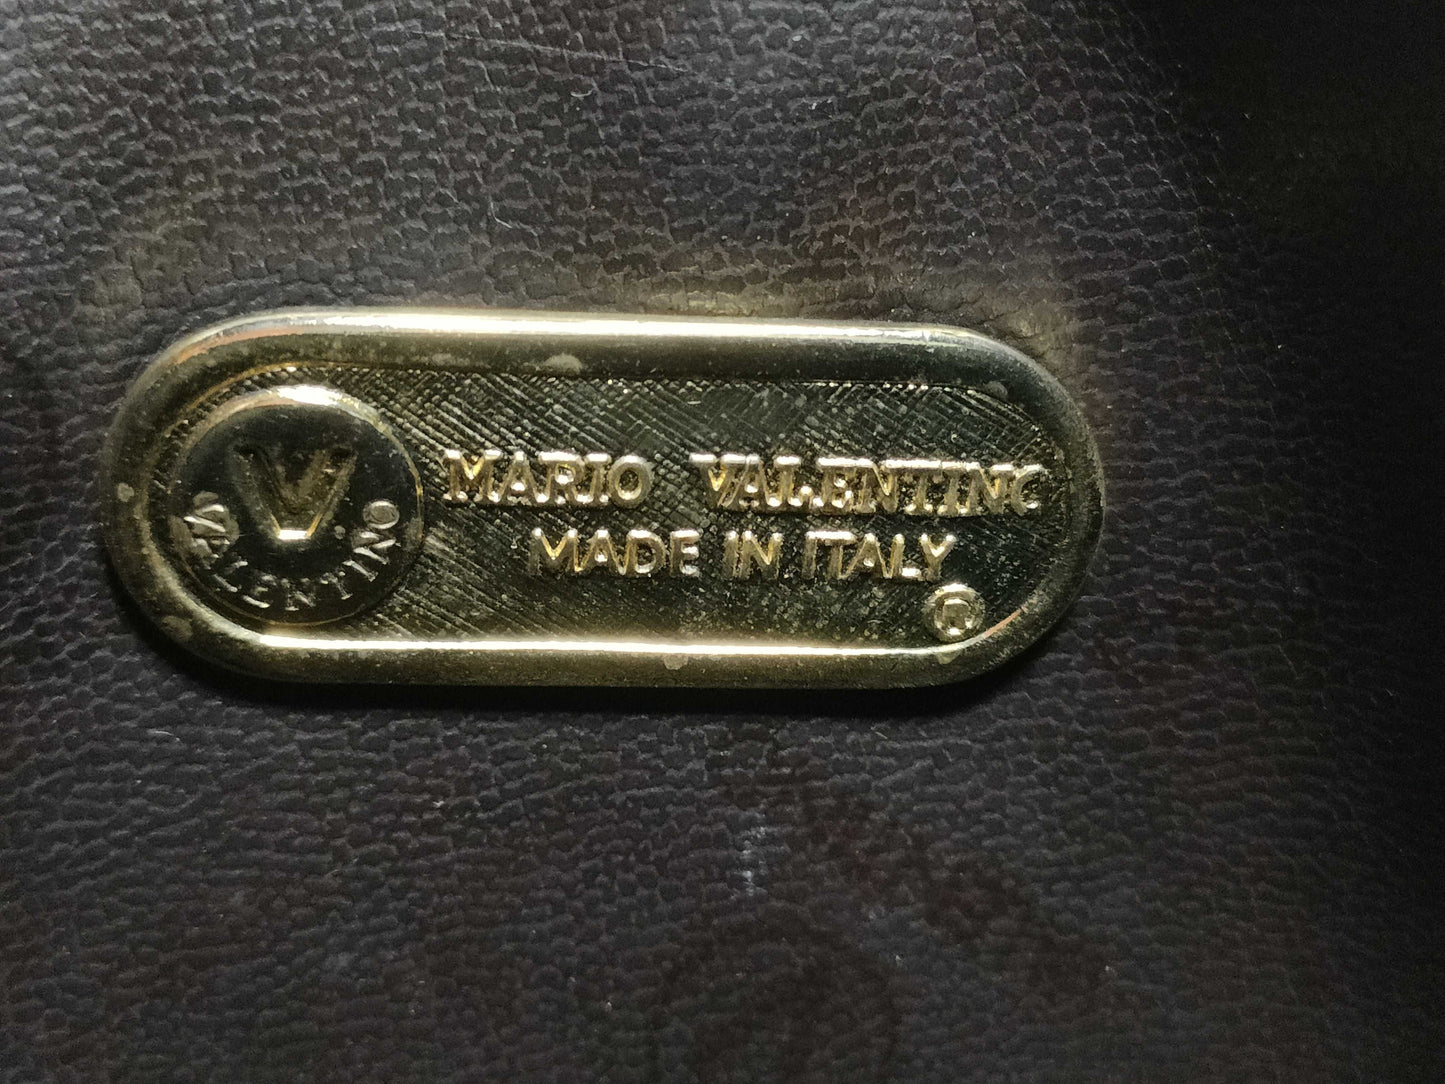 V
VALENTINO
MARIO VALENTINO
MADE IN ITALY
®